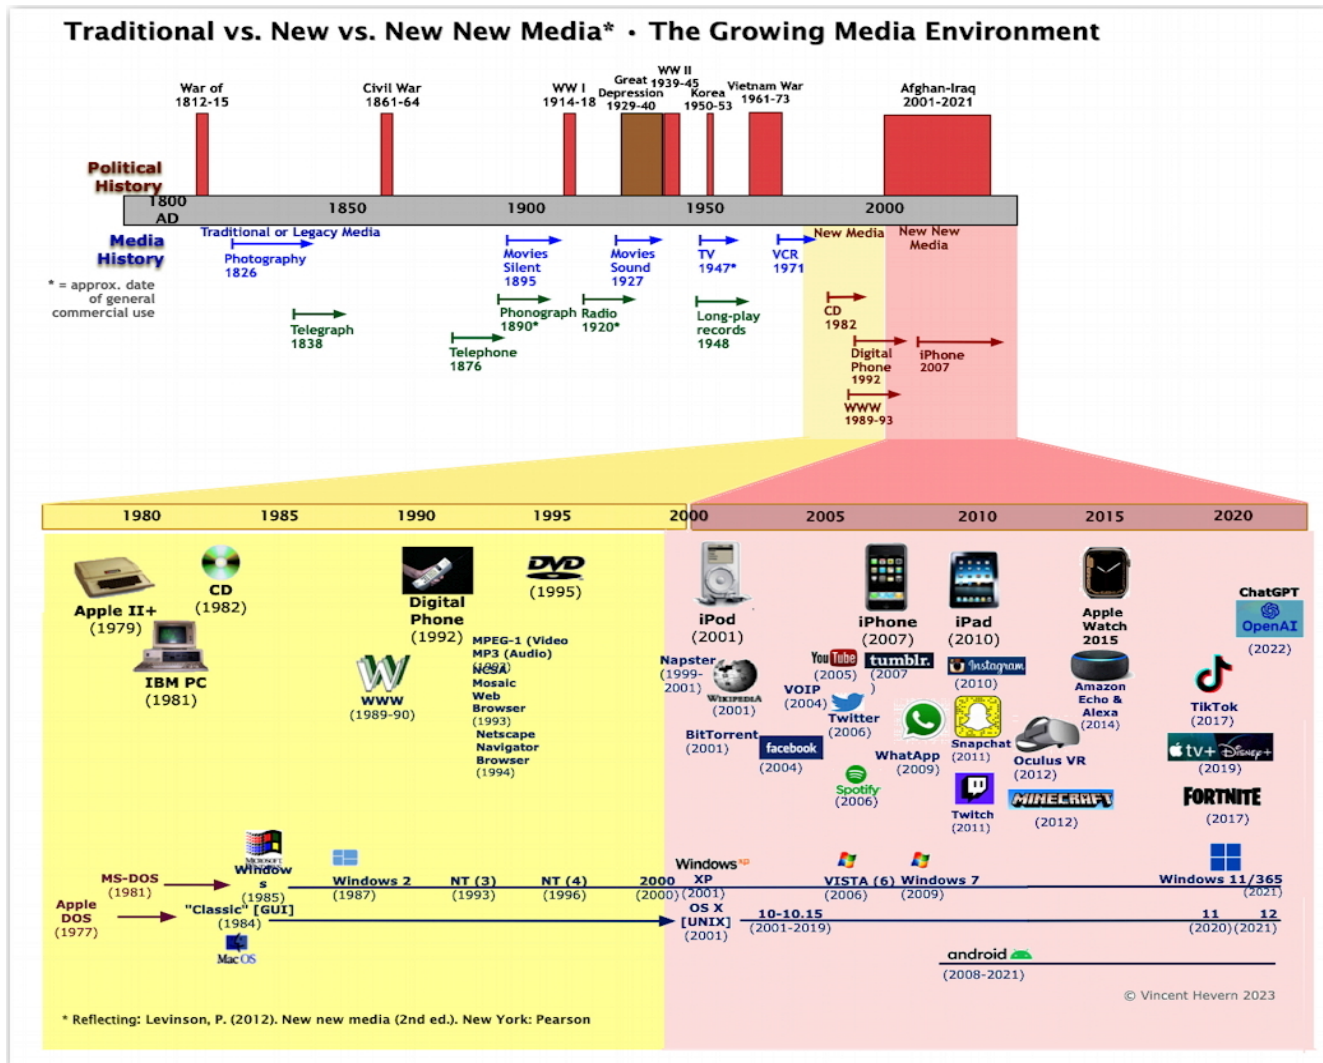 Traditional vs. New vs. New New Media* • The Growing Media Environment
War of
1812-15
Civil War
1861-64
WW I
1914-18
Great
Depression
1929-40
WW II
1939-45
Korea
1950-53
Vietnam War
1961-73
Afghan-Iraq
2001-2021
Political
History
1800
AD
1850
1900
1950
2000
Media
History
* = approx. date
of general
commercial use
Traditional or Legacy Media
New Media
New New
Media
Photography
1826
Movies
Silent
1895
Movies
Sound
1927
TV
1947*
VCR
1971
Telegraph
1838
Phonograph
1890*
Radio
1920*
Long-play
records
1948
CD
1982
Telephone
1876
Digital
Phone
1992
iPhone
2007
WWW
1989-93
1980
1985
1990
1995
2000
2005
2010
2015
2020
Apple II+
(1979)
CD
(1982)
IBM PC
(1981)
Digital
Phone
(1992)
DVD
(1995)
W
WWW
(1989-90)
MPEG-1 (Video
MP3 (Audio)
NCSA
Mosaic
Web
Browser
(1993)
Netscape
Navigator
Browser
(1994)
iPod
(2001)
iPhone
(2007)
iPad
(2010)
Apple
Watch
2015
ChatGPT
OpenAI
(2022)
Napster
(1999-
2001)
WIKIPEDIA
(2001)
YouTube
(2005)
tumblr.
(2007
)
Instagram
(2010)
Amazon
Echo &
Alexa
(2014)
TikTok
(2017)
VOIP
(2004)
Twitter
(2006)
BitTorrent
(2001)
facebook
(2004)
WhatApp
(2009)
Snapchat
(2011)
Oculus VR
(2012)
tv+ Disney+
(2019)
Spotify
(2006)
Twitch
(2011)
MINECRAFT
(2012)
FORTNITE
(2017)
MICROSOFT
WINDOWS
MS-DOS
(1981)
Window
s
(1985)
Windows 2
(1987)
NT (3)
(1993)
NT (4)
(1996)
2000
(2000)
Windows xp
XP
(2001)
VISTA (6)
(2006)
Windows 7
(2009)
Windows 11/365
(2021)
Apple
DOS
(1977)
"Classic" [GUI]
(1984)
Mac OS
OS X
[UNIX]
(2001)
10-10.15
(2001-2019)
11
(2020)
12
(2021)
android
(2008-2021)
© Vincent Hevern 2023
* Reflecting: Levinson, P. (2012). New new media (2nd ed.). New York: Pearson